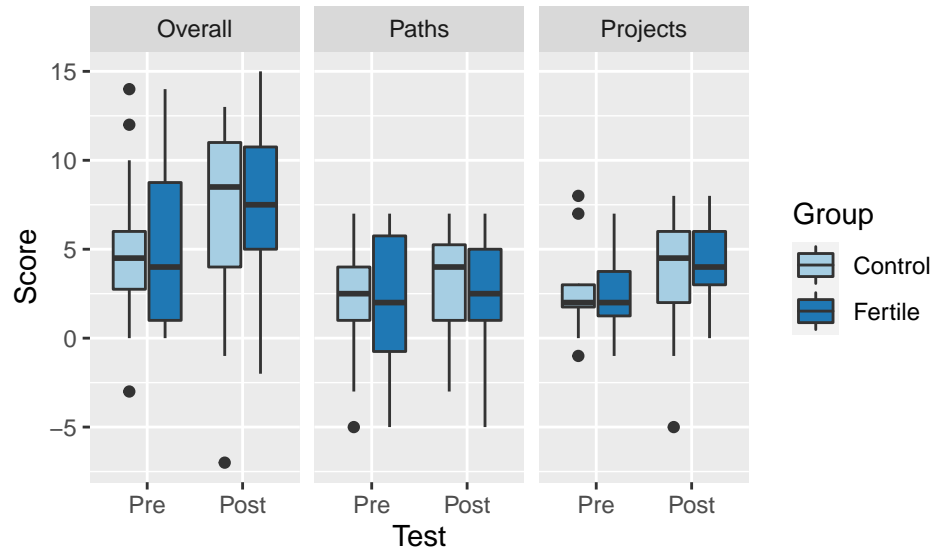 Overall Paths Projects
15
10
5
0
−5
Score
Pre Post Pre Post Pre Post
Test
Group
Control
Fertile